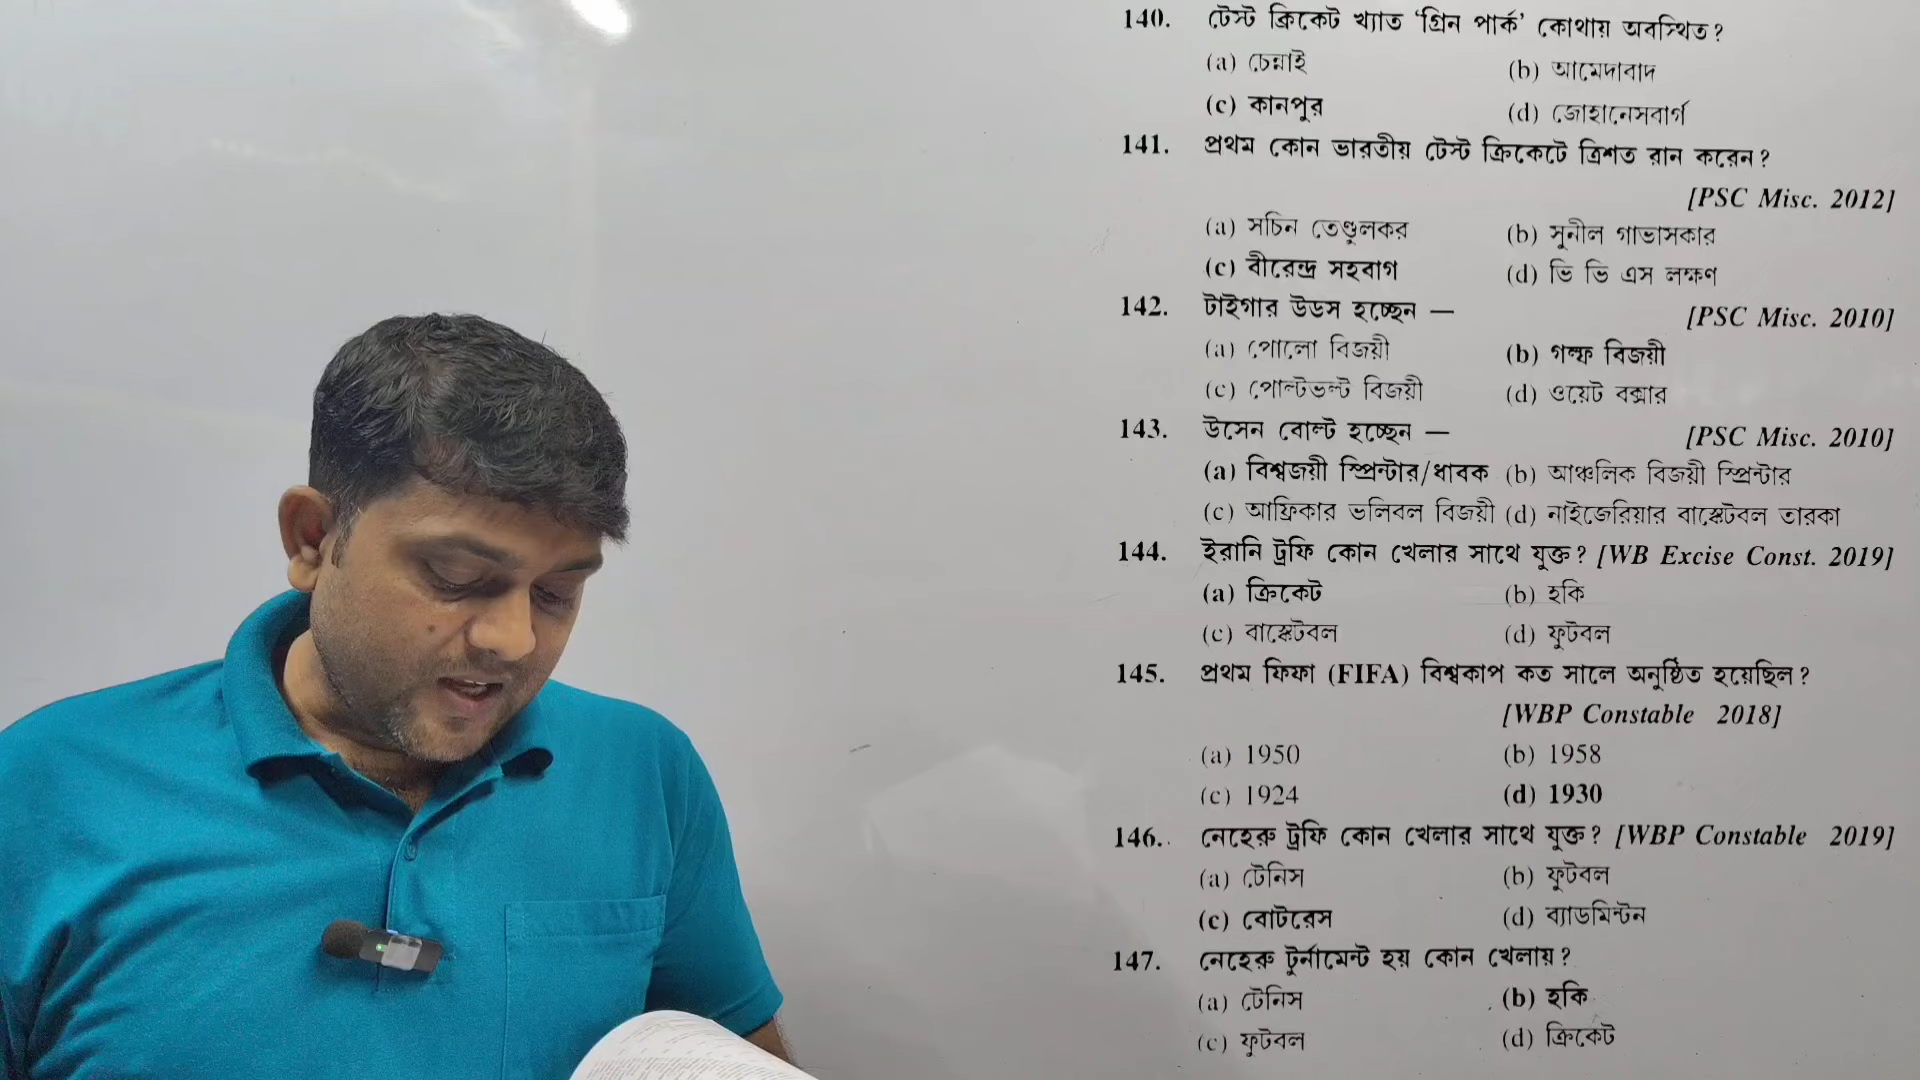 140. টেস্ট ক্রিকেট খ্যাত ‘গ্রিন পার্ক’ কোথায় অবস্থিত?
(a) চেন্নাই (b) আমেদাবাদ
(c) কানপুর (d) জোহানেসবার্গ
141. প্রথম কোন ভারতীয় টেস্ট ক্রিকেটে ত্রিশত রান করেন?
[PSC Misc. 2012]
(a) সচিন তেণ্ডুলকর (b) সুনীল গাভাসকার
(c) বীরেন্দ্র সহবাগ (d) ভি ভি এস লক্ষণ
142. টাইগার উডস হচ্ছেন — [PSC Misc. 2010]
(a) পোলো বিজয়ী (b) গল্ফ বিজয়ী
(c) পোল্টভল্ট বিজয়ী (d) ওয়েট বক্সার
143. উসেন বোল্ট হচ্ছেন — [PSC Misc. 2010]
(a) বিশ্বজয়ী স্প্রিন্টার/ধাবক (b) আঞ্চলিক বিজয়ী স্প্রিন্টার
(c) আফ্রিকার ভলিবল বিজয়ী (d) নাইজেরিয়ার বাস্কেটবল তারকা
144. ইরানি ট্রফি কোন খেলার সাথে যুক্ত? [WB Excise Const. 2019]
(a) ক্রিকেট (b) হকি
(c) বাস্কেটবল (d) ফুটবল
145. প্রথম ফিফা (FIFA) বিশ্বকাপ কত সালে অনুষ্ঠিত হয়েছিল?
[WBP Constable 2018]
(a) 1950 (b) 1958
(c) 1924 (d) 1930
146. নেহেরু ট্রফি কোন খেলার সাথে যুক্ত? [WBP Constable 2019]
(a) টেনিস (b) ফুটবল
(c) বোটরেস (d) ব্যাডমিন্টন
147. নেহেরু টুর্নামেন্ট হয় কোন খেলায়?
(a) টেনিস (b) হকি
(c) ফুটবল (d) ক্রিকেট